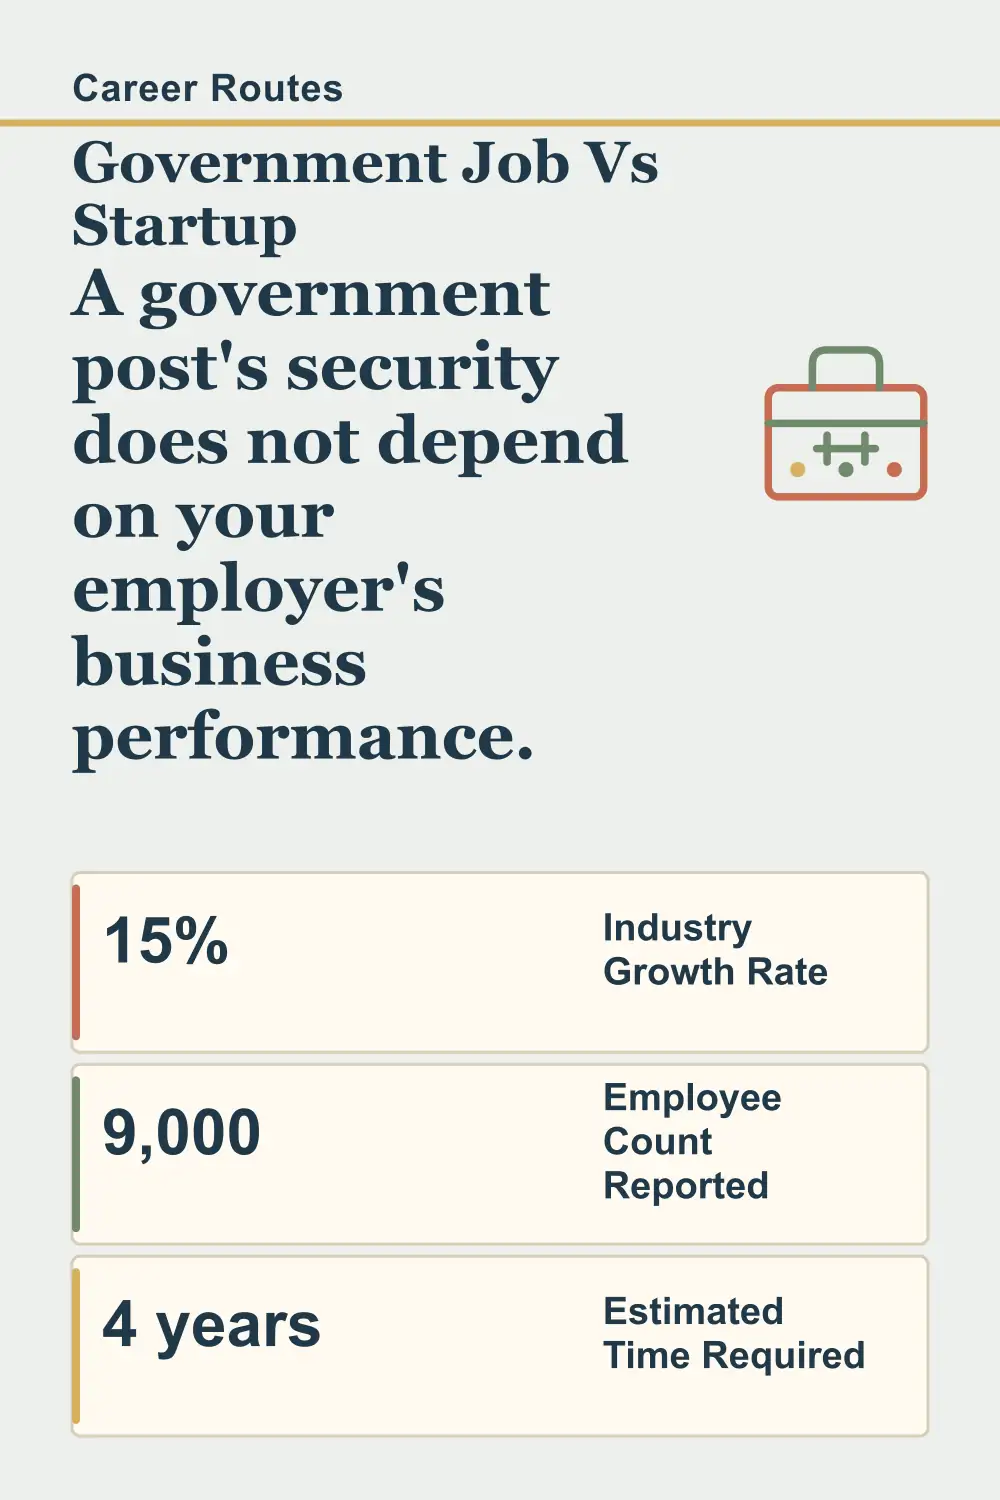 Career Routes
Government Job Vs
Startup
A government
post's security
does not depend
on your
employer's
business
performance.
15%
Industry
Growth Rate
9,000
Employee
Count
Reported
4 years
Estimated
Time Required